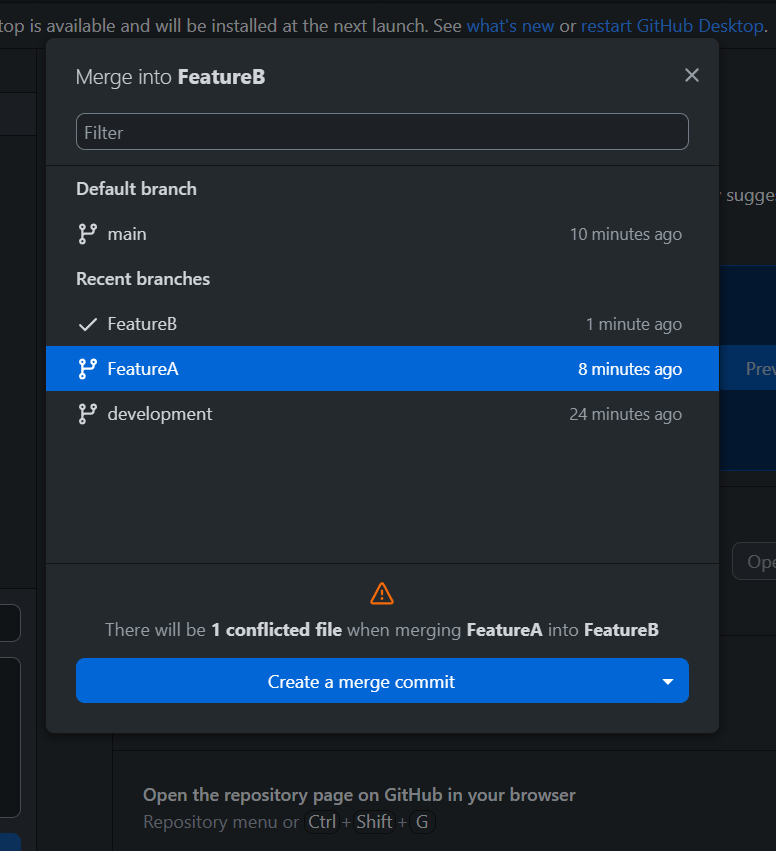 top is available and will be installed at the next launch. See what's new or restart GitHub Desktop.
Merge into FeatureB
Filter
Default branch
main 10 minutes ago
Recent branches
FeatureB 1 minute ago
FeatureA 8 minutes ago
development 24 minutes ago
There will be 1 conflicted file when merging FeatureA into FeatureB
Create a merge commit
Open the repository page on GitHub in your browser
Repository menu or Ctrl + Shift + G